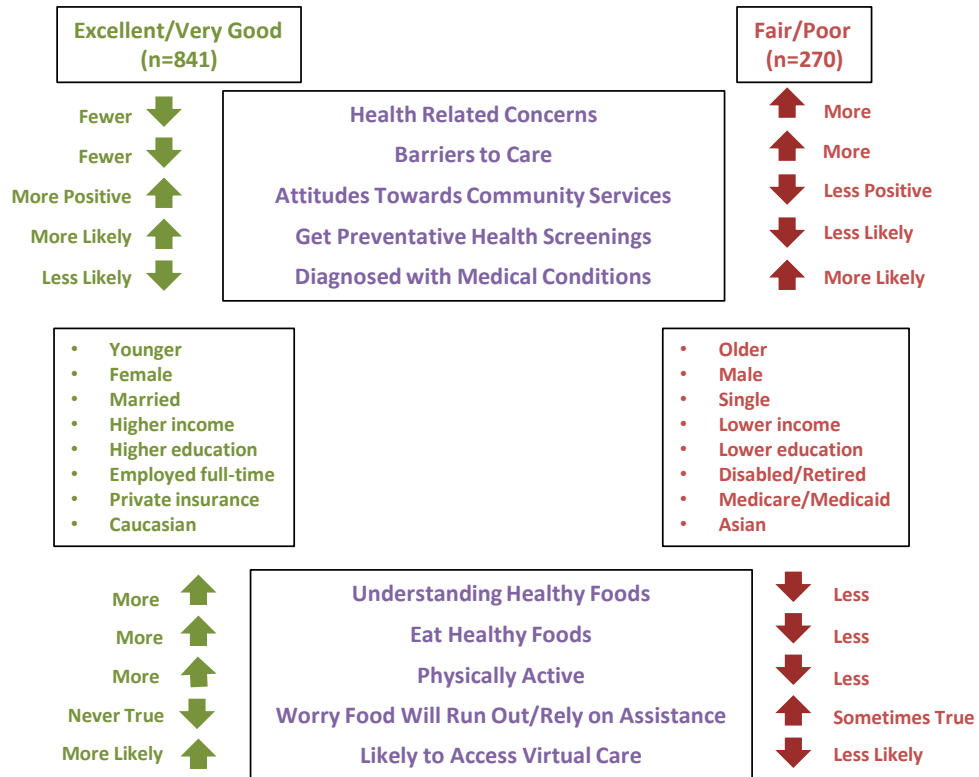 Excellent/Very Good
(n=841)
Fair/Poor
(n=270)
Fewer Health Related Concerns More
Fewer Barriers to Care More
More Positive Attitudes Towards Community Services Less Positive
More Likely Get Preventative Health Screenings Less Likely
Less Likely Diagnosed with Medical Conditions More Likely
• Younger
• Female
• Married
• Higher income
• Higher education
• Employed full-time
• Private insurance
• Caucasian
• Older
• Male
• Single
• Lower income
• Lower education
• Disabled/Retired
• Medicare/Medicaid
• Asian
More Understanding Healthy Foods Less
More Eat Healthy Foods Less
More Physically Active Less
Never True Worry Food Will Run Out/Rely on Assistance Sometimes True
More Likely Likely to Access Virtual Care Less Likely